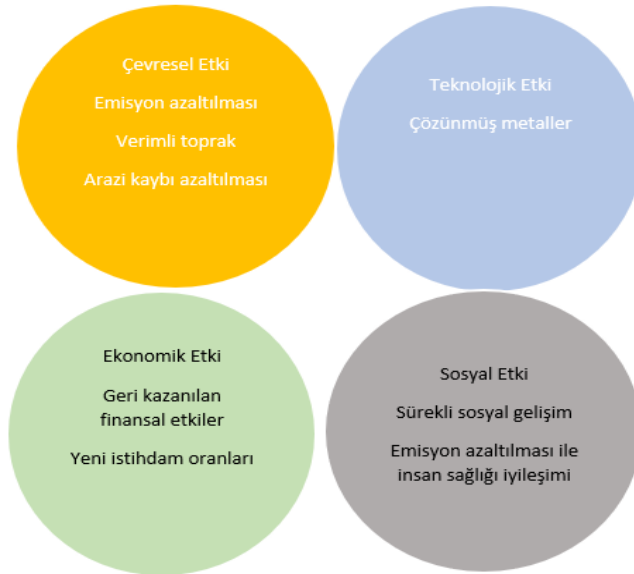 Çevresel Etki
Emisyon azaltılması
Verimli toprak
Arazi kaybı azaltılması
Teknolojik Etki
Çözünmüş metaller
Ekonomik Etki
Geri kazanılan
finansal etkiler
Yeni istihdam oranları
Sosyal Etki
Sürekli sosyal gelişim
Emisyon azaltılması ile
insan sağlığı iyileşimi